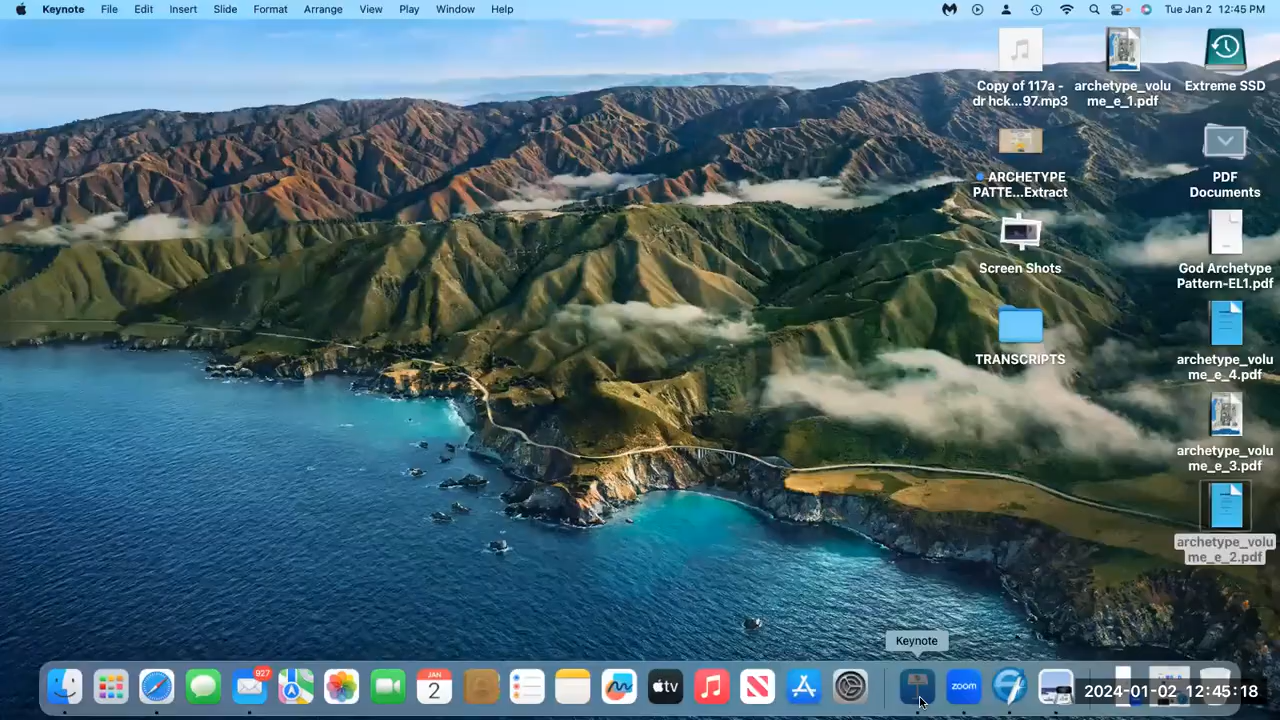 Keynote File Edit Insert Slide Format Arrange View Play Window Help
Tue Jan 2 12:45 PM
Copy of 117a -
dr hck...97.mp3
archetype_volu
me_e_1.pdf
Extreme SSD
ARCHETYPE
PATTE...Extract
PDF
Documents
Screen Shots
God Archetype
Pattern-EL1.pdf
TRANSCRIPTS
archetype_volu
me_e_4.pdf
archetype_volu
me_e_3.pdf
archetype_volu
me_e_2.pdf
Keynote
927
JAN
2
tv
zoom
2024-01-02 12:45:18